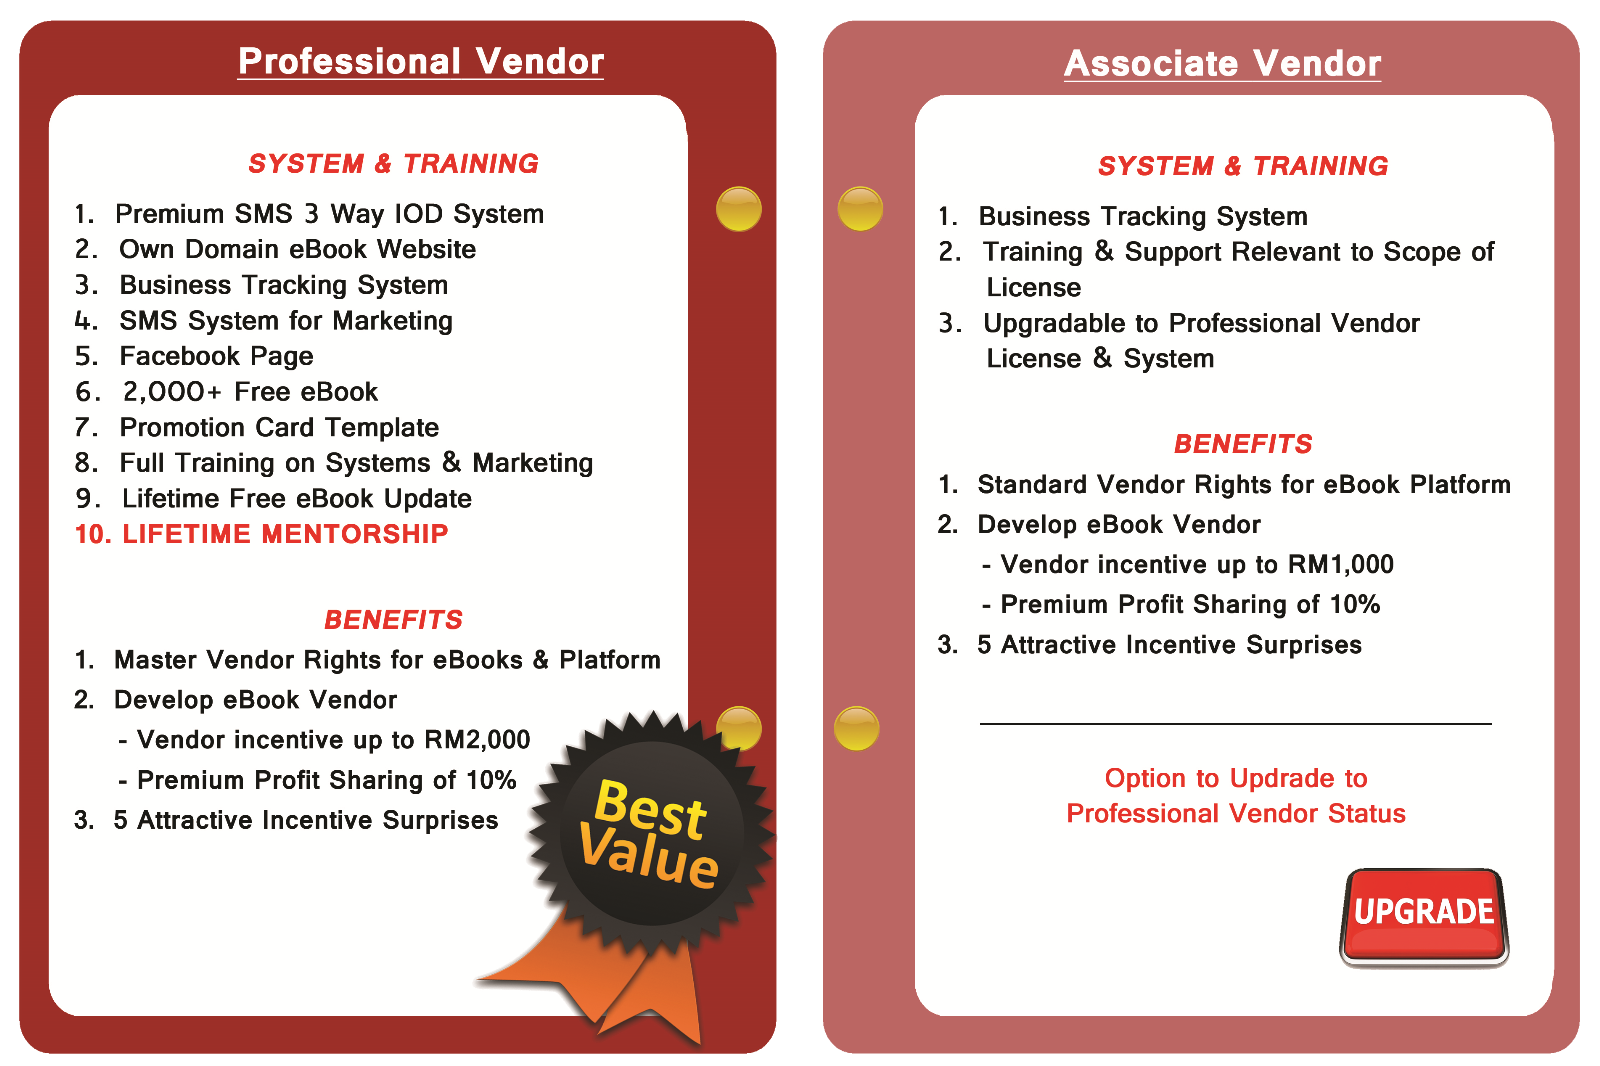 Professional Vendor
SYSTEM & TRAINING
1. Premium SMS 3 Way IOD System
2. Own Domain eBook Website
3. Business Tracking System
4. SMS System for Marketing
5. Facebook Page
6. 2,000+ Free eBook
7. Promotion Card Template
8. Full Training on Systems & Marketing
9. Lifetime Free eBook Update
10. LIFETIME MENTORSHIP
BENEFITS
1. Master Vendor Rights for eBooks & Platform
2. Develop eBook Vendor
- Vendor incentive up to RM2,000
- Premium Profit Sharing of 10%
3. 5 Attractive Incentive Surprises
Best
Value
Associate Vendor
SYSTEM & TRAINING
1. Business Tracking System
2. Training & Support Relevant to Scope of
License
3. Upgradable to Professional Vendor
License & System
BENEFITS
1. Standard Vendor Rights for eBook Platform
2. Develop eBook Vendor
- Vendor incentive up to RM1,000
- Premium Profit Sharing of 10%
3. 5 Attractive Incentive Surprises
Option to Updrade to
Professional Vendor Status
UPGRADE